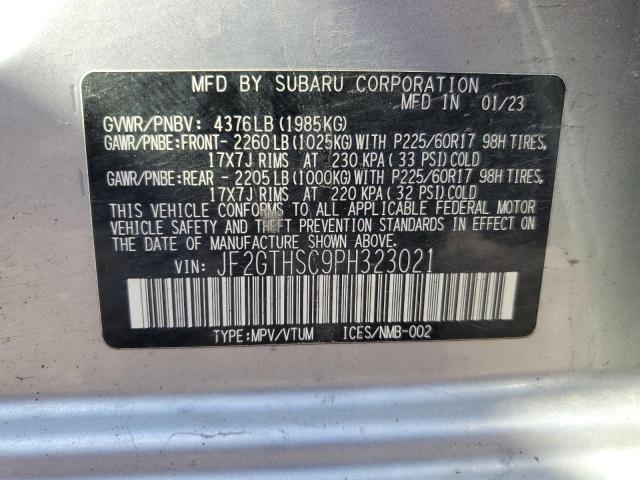 MFD BY SUBARU CORPORATION
MFD IN 01/23
GVWR/PNBV: 4376LB(1985KG)
GAWR/PNBE:FRONT-2260LB(1025KG)WITH P225/60R17 98H TIRES,
17X7J RIMS AT 230 KPA(33 PSI)COLD
GAWR/PNBE:REAR -2205LB(1000KG)WITH P225/60R17 98H TIRES,
17X7J RIMS AT 220 KPA(32 PSI)COLD
THIS VEHICLE CONFORMS TO ALL APPLICABLE FEDERAL MOTOR
VEHICLE SAFETY AND THEFT PREVENTION STANDARDS IN EFFECT ON
THE DATE OF MANUFACTURE SHOWN ABOVE.
VIN: JF2GTHSC9PH323021
TYPE:MPV/VTUM ICES/NMB-002